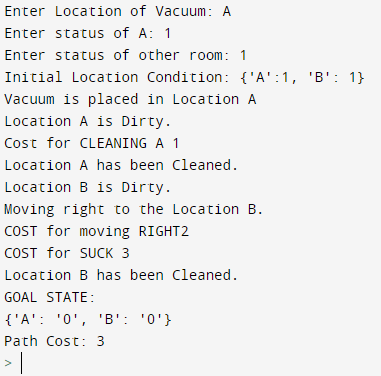 Enter Location of Vacuum: A
Enter status of A: 1
Enter status of other room: 1
Initial Location Condition: {'A':1, 'B': 1}
Vacuum is placed in Location A
Location A is Dirty.
Cost for CLEANING A 1
Location A has been Cleaned.
Location B is Dirty.
Moving right to the Location B.
COST for moving RIGHT2
COST for SUCK 3
Location B has been Cleaned.
GOAL STATE:
{'A': '0', 'B': '0'}
Path Cost: 3
>